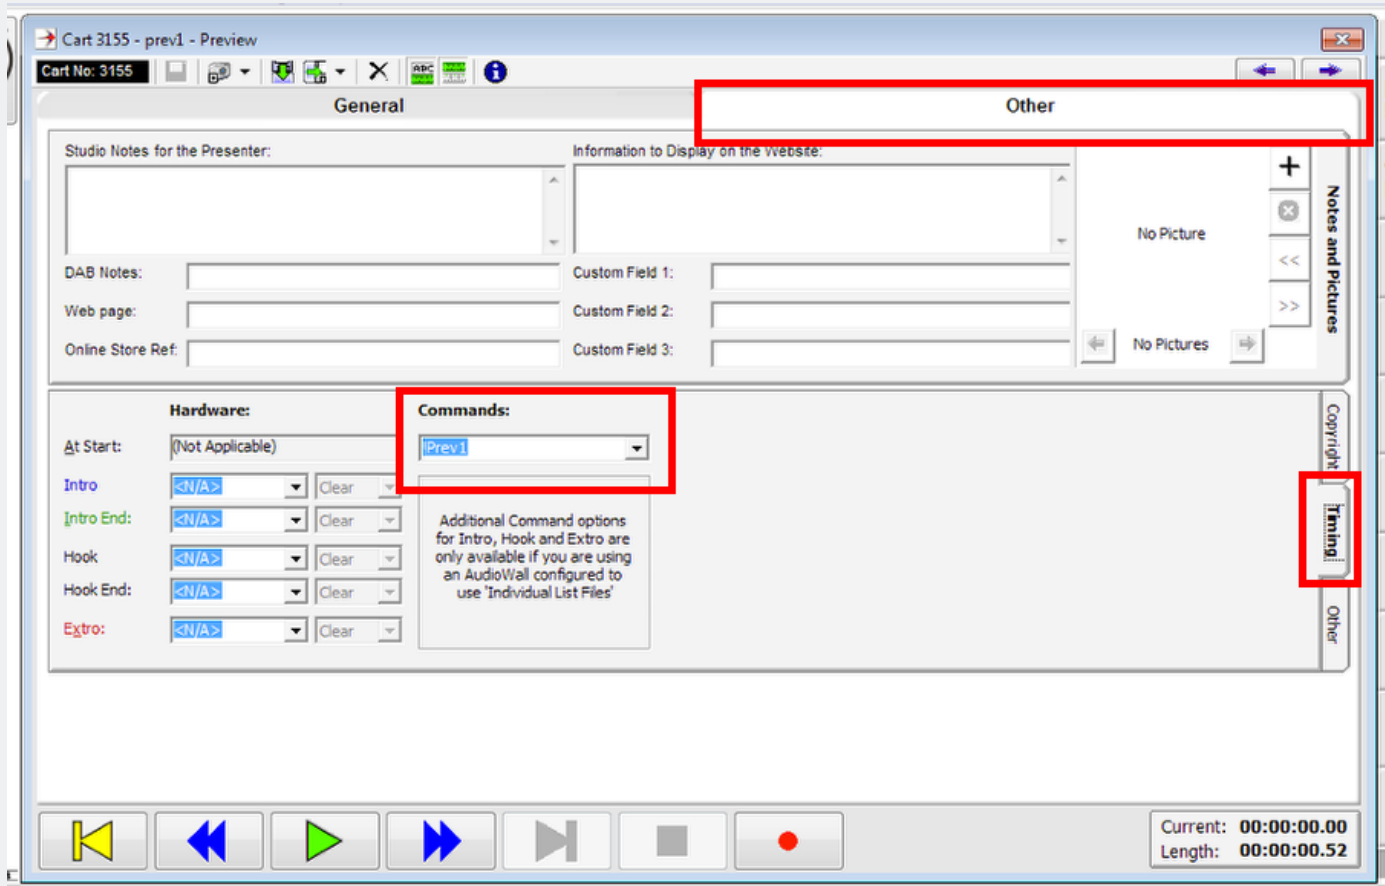 Cart 3155 - prev1 - Preview
Cart No: 3155
ABC
General
Other
Studio Notes for the Presenter:
Information to Display on the Website:
No Picture
<<
>>
DAB Notes:
Custom Field 1:
Web page:
Custom Field 2:
Online Store Ref:
Custom Field 3:
No Pictures
Notes and Pictures
Hardware:
Commands:
At Start:
(Not Applicable)
Intro
<N/A>
Clear
Intro End:
<N/A>
Clear
Hook
<N/A>
Clear
Hook End:
<N/A>
Clear
Extro:
<N/A>
Clear
Additional Command options
for Intro, Hook and Extro are
only available if you are using
an AudioWall configured to
use 'Individual List Files'
Copyright
Timing
Other
Current: 00:00:00.00
Length: 00:00:00.52